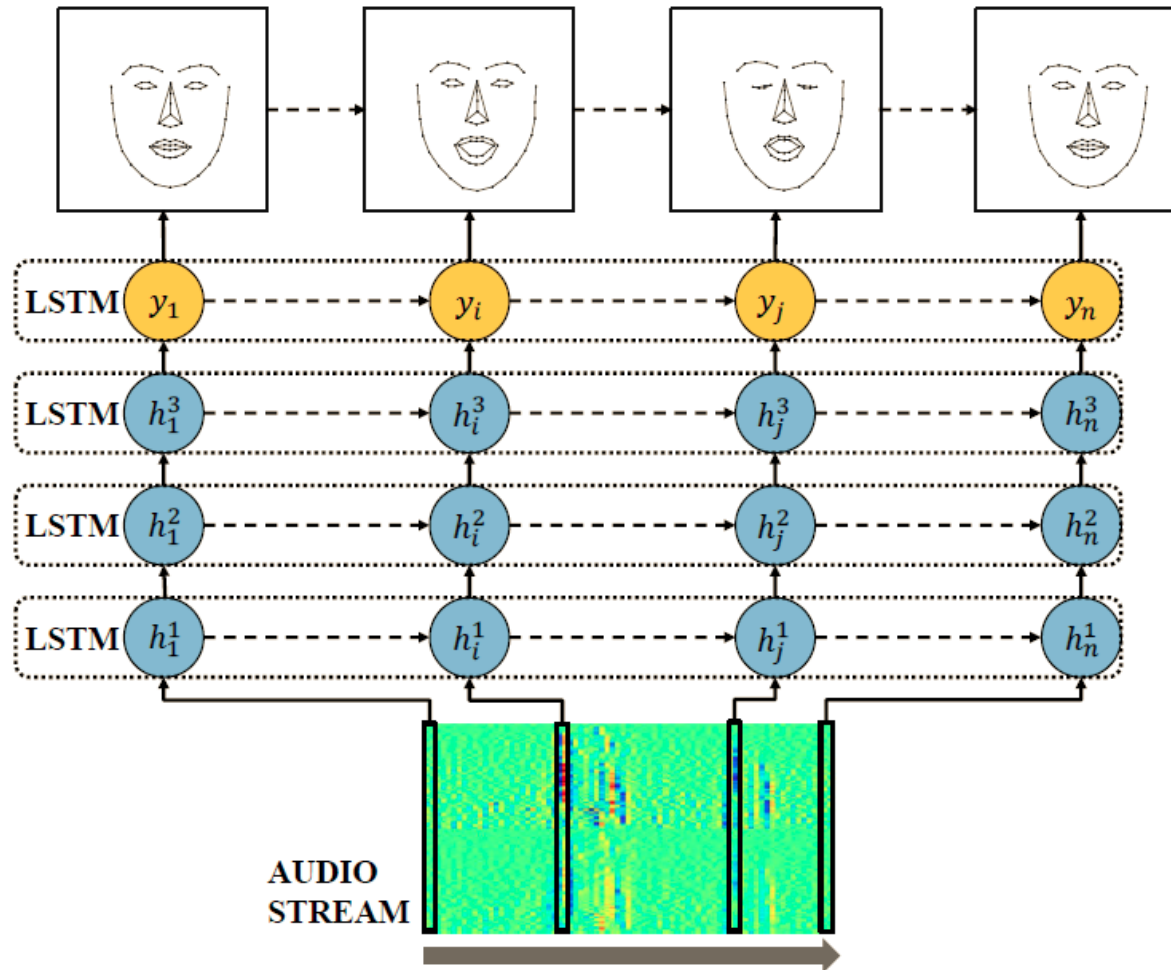 LSTM y₁ yᵢ yⱼ yₙ
LSTM h₁³ hᵢ³ hⱼ³ hₙ³
LSTM h₁² hᵢ² hⱼ² hₙ²
LSTM h₁¹ hᵢ¹ hⱼ¹ hₙ¹
AUDIO
STREAM